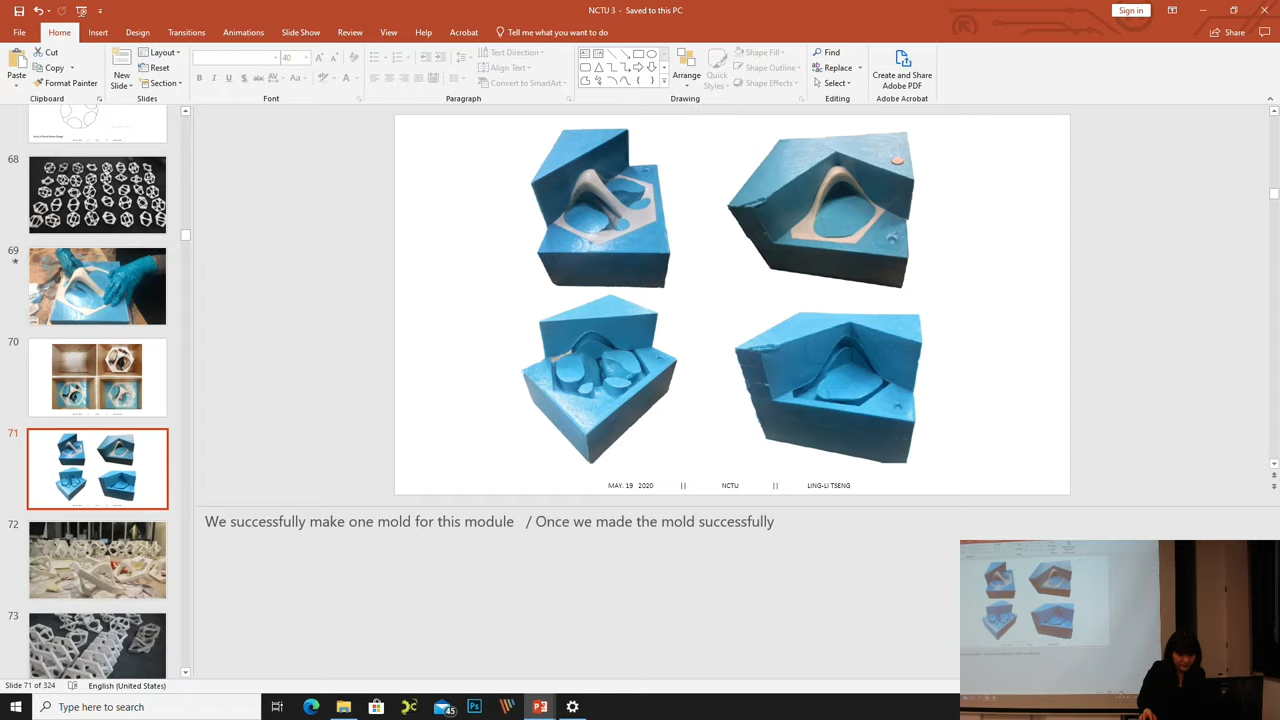 NCTU 3 - Saved to this PC
Sign in
File Home Insert Design Transitions Animations Slide Show Review View Help Acrobat Tell me what you want to do
Share
Paste
Cut
Copy
Format Painter
Clipboard
New Slide
Layout
Reset
Section
Slides
40
Font
Text Direction
Align Text
Convert to SmartArt
Paragraph
Arrange
Quick Styles
Shape Fill
Shape Outline
Shape Effects
Drawing
Find
Replace
Select
Editing
Create and Share Adobe PDF
Adobe Acrobat
68
69
70
71
72
73
MAY. 19 2020 || NCTU || LING-LI TSENG
We successfully make one mold for this module / Once we made the mold successfully
Slide 71 of 324 English (United States)
Type here to search
45